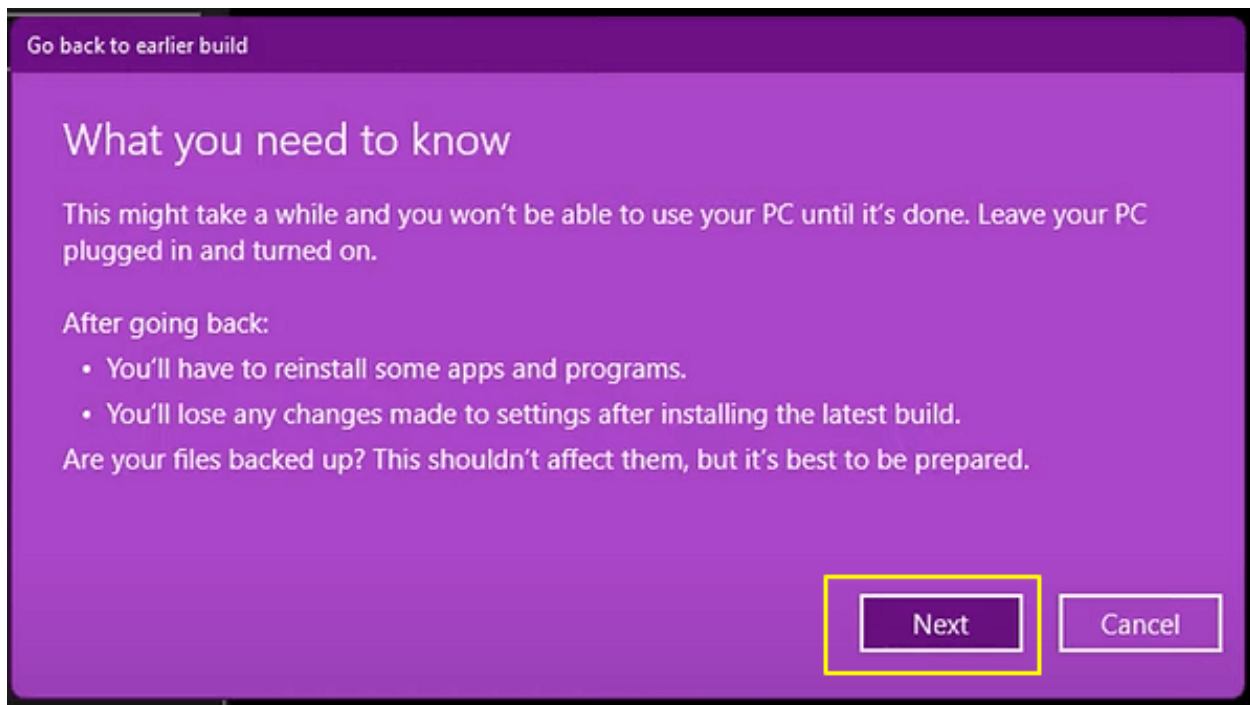 Go back to earlier build
What you need to know
This might take a while and you won't be able to use your PC until it's done. Leave your PC
plugged in and turned on.
After going back:
• You'll have to reinstall some apps and programs.
• You'll lose any changes made to settings after installing the latest build.
Are your files backed up? This shouldn't affect them, but it's best to be prepared.
Next
Cancel